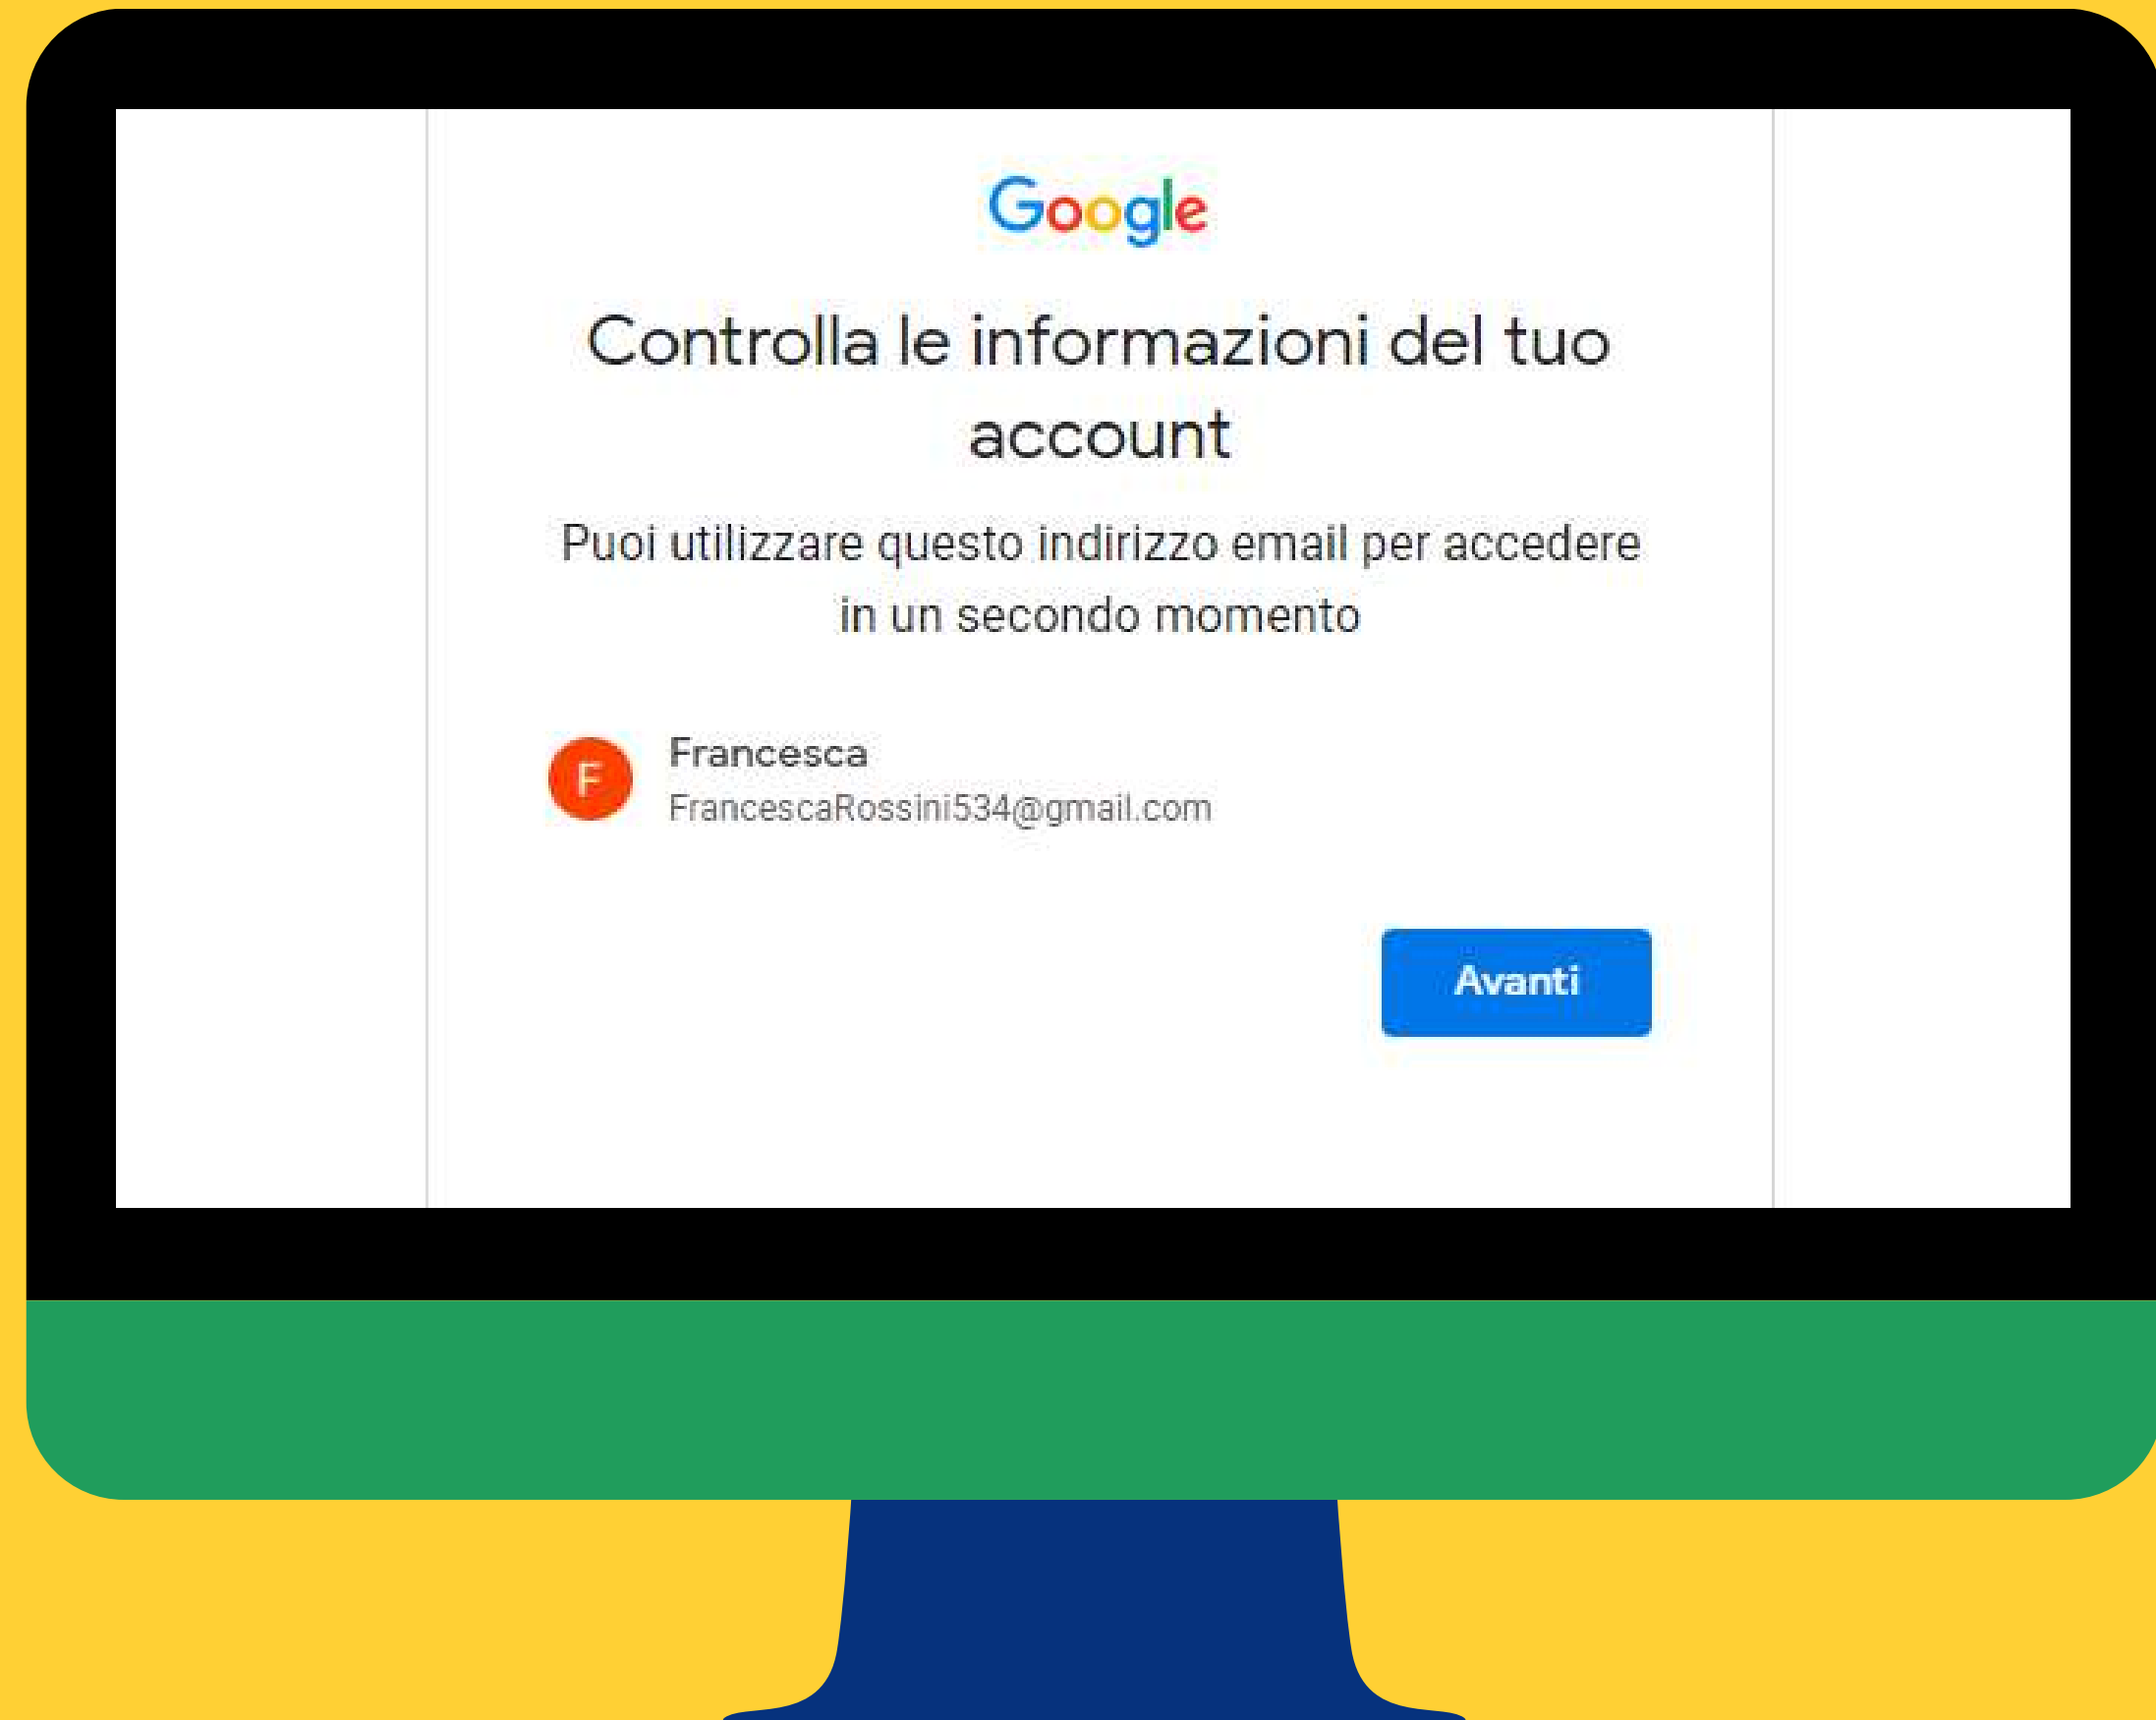 Google
Controlla le informazioni del tuo
account
Puoi utilizzare questo indirizzo email per accedere
in un secondo momento
F
Francesca
FrancescaRossini534@gmail.com
Avanti